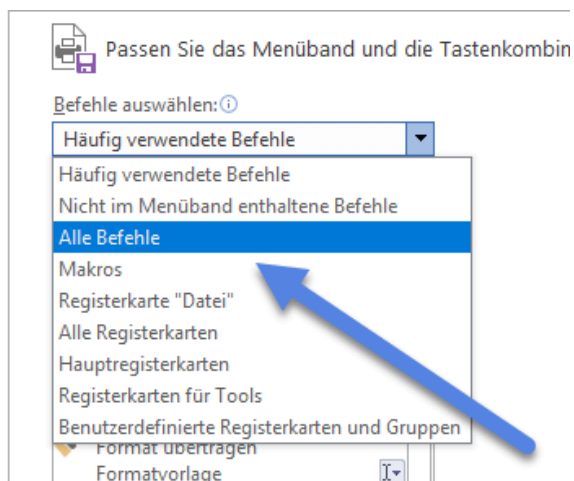 Passen Sie das Menüband und die Tastenkombin
Befehle auswählen:
Häufig verwendete Befehle
Häufig verwendete Befehle
Nicht im Menüband enthaltene Befehle
Alle Befehle
Makros
Registerkarte "Datei"
Alle Registerkarten
Hauptregisterkarten
Registerkarten für Tools
Benutzerdefinierte Registerkarten und Gruppen
Format übertragen
Formatvorlage